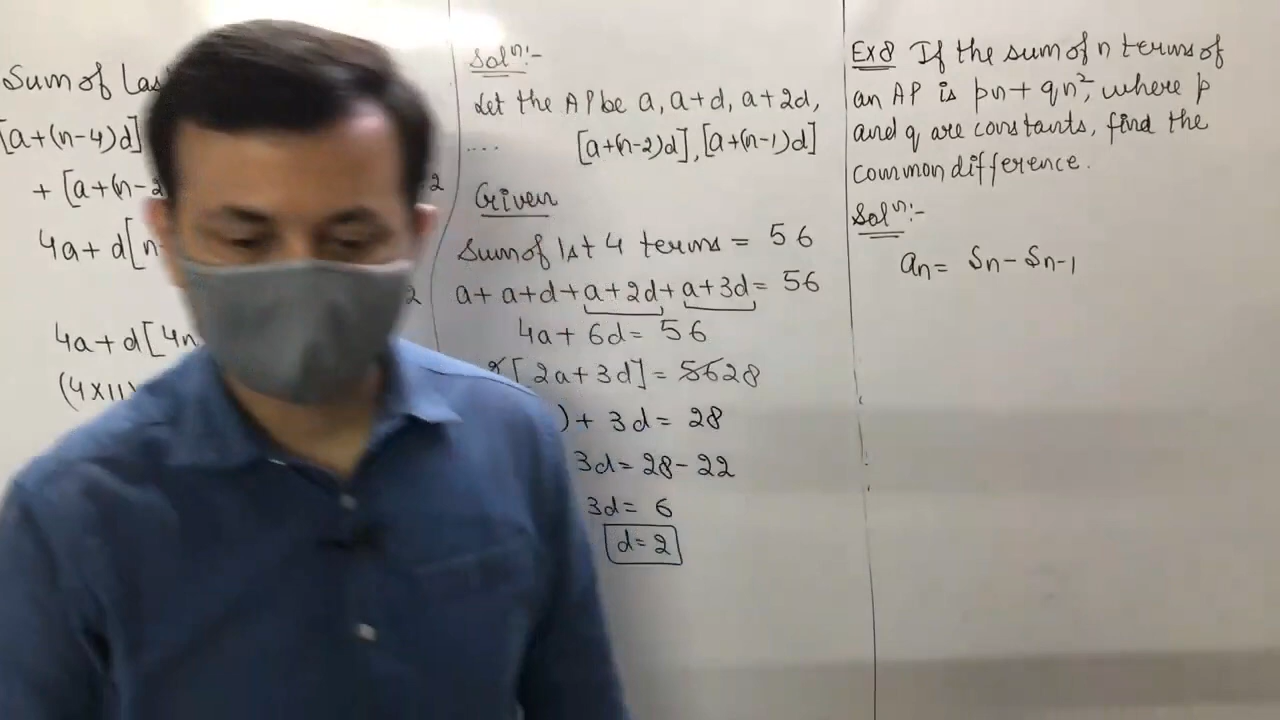 Sum of Las
[a+(n-4)d]
+ [a+(n-2
4a+d[n-
4a+d[4n
(4×11)
Solⁿ:-
Let the AP be a, a+d, a+2d,
.... [a+(n-2)d], [a+(n-1)d]
Given
Sum of 1st 4 terms = 56
a+ a+d+a+2d+a+3d= 56
4a+ 6d= 56
2[2a+3d]= 5628
)+ 3d= 28
3d= 28-22
3d= 6
d=2
Ex8 If the sum of n terms of
an AP is pn+qn², where p
and q are constants, find the
common difference.
Solⁿ:-
an= Sn-Sn-1